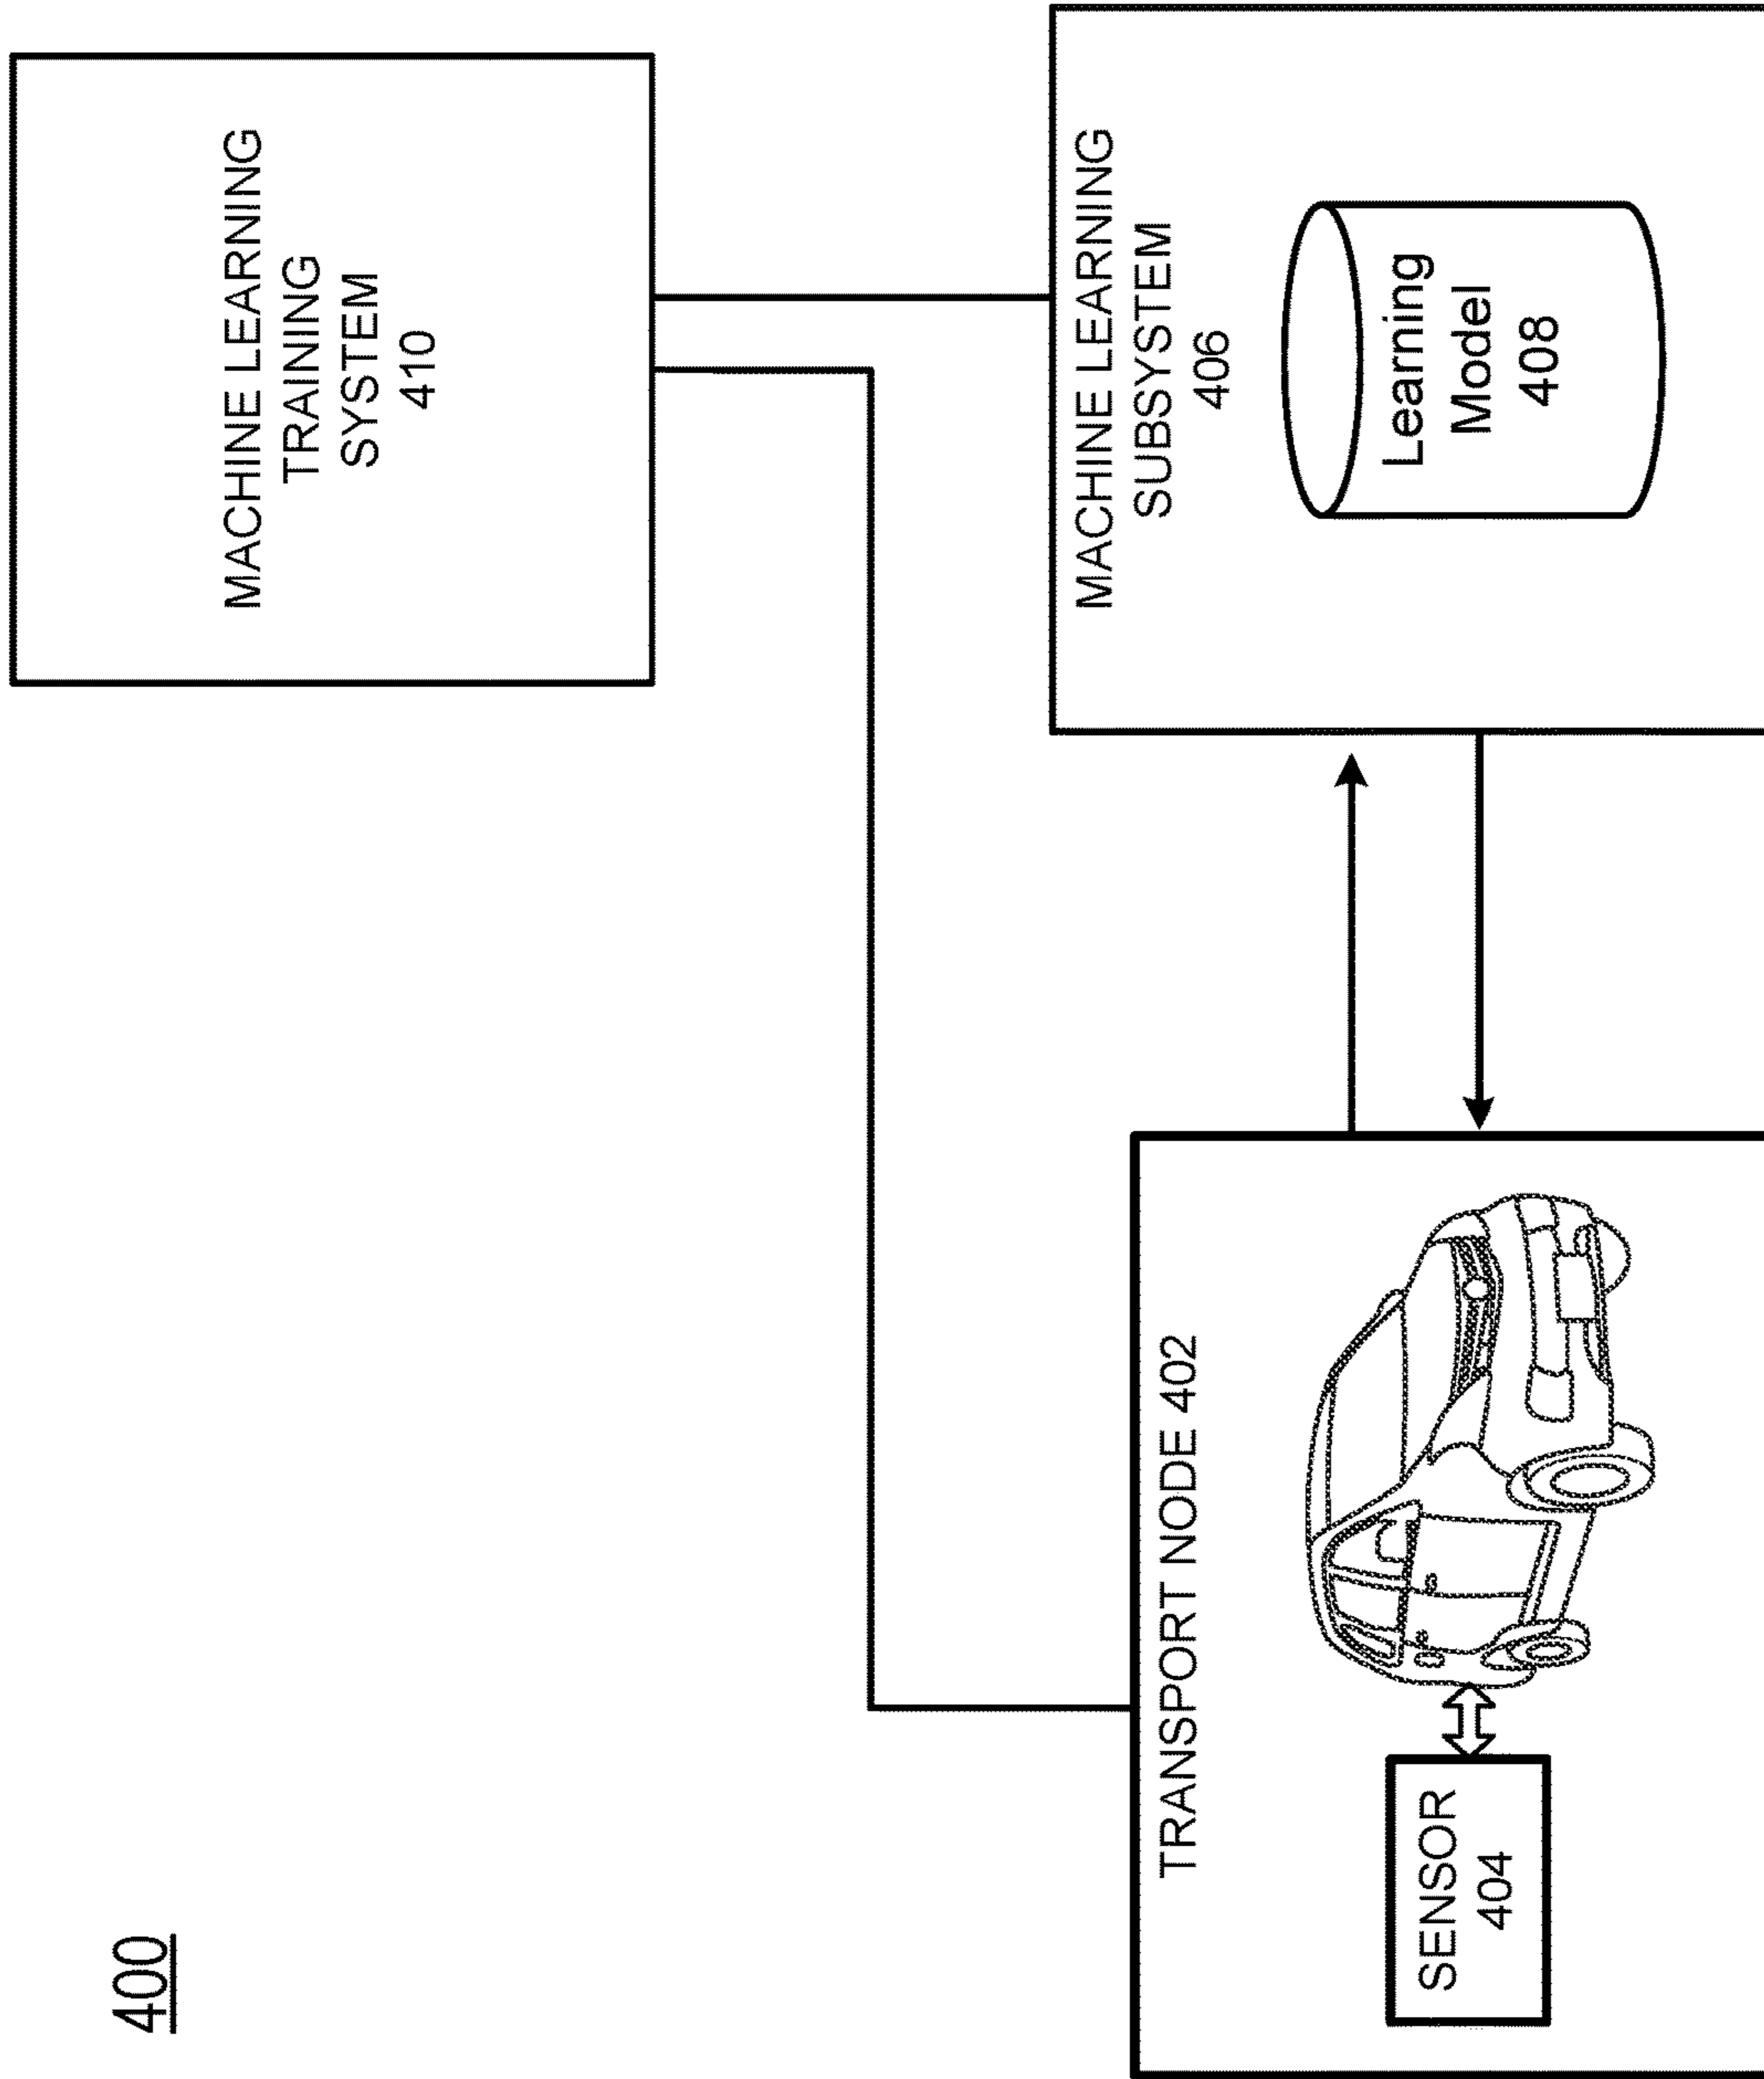 400
MACHINE LEARNING
TRAINING
SYSTEM
410
TRANSPORT NODE 402
SENSOR
404
MACHINE LEARNING
SUBSYSTEM
406
Learning
Model
408